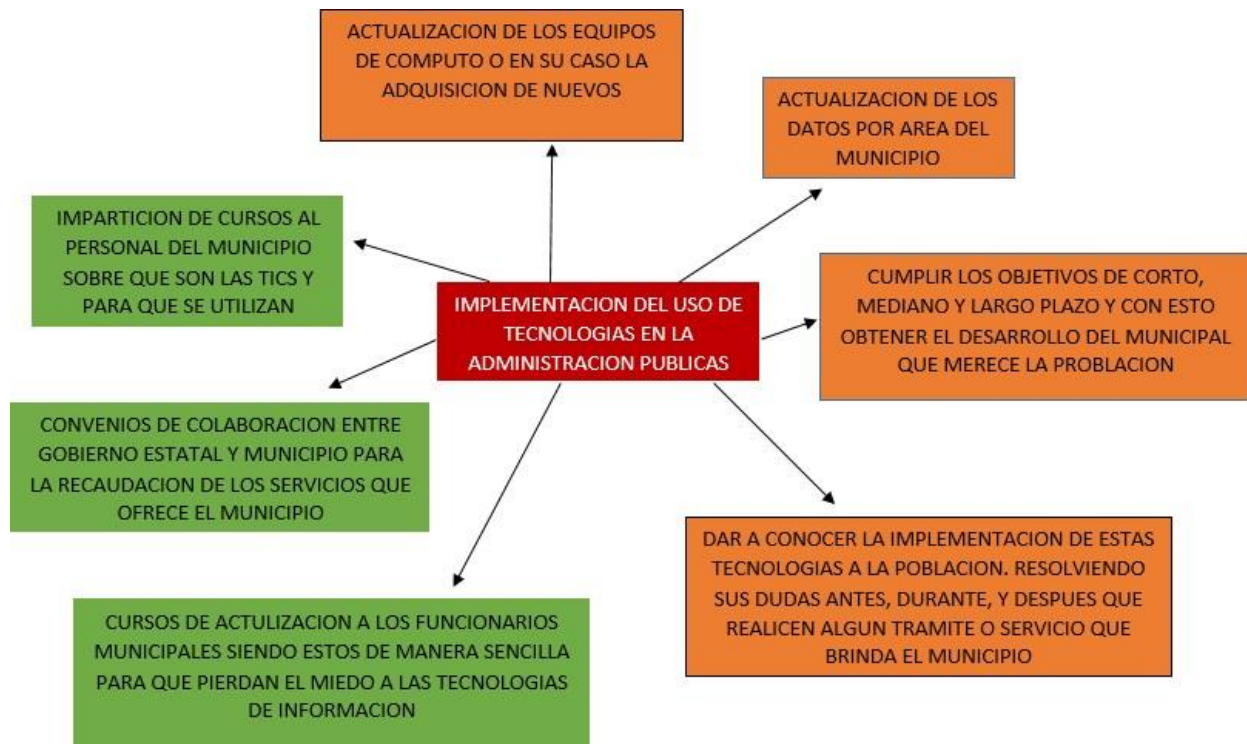 ACTUALIZACION DE LOS EQUIPOS
DE COMPUTO O EN SU CASO LA
ADQUISICION DE NUEVOS
ACTUALIZACION DE LOS
DATOS POR AREA DEL
MUNICIPIO
IMPARTICION DE CURSOS AL
PERSONAL DEL MUNICIPIO
SOBRE QUE SON LAS TICS Y
PARA QUE SE UTILIZAN
IMPLEMENTACION DEL USO DE
TECNOLOGIAS EN LA
ADMINISTRACION PUBLICAS
CUMPLIR LOS OBJETIVOS DE CORTO,
MEDIANO Y LARGO PLAZO Y CON ESTO
OBTENER EL DESARROLLO DEL MUNICIPAL
QUE MERECE LA PROBLACION
CONVENIOS DE COLABORACION ENTRE
GOBIERNO ESTATAL Y MUNICIPIO PARA
LA RECAUDACION DE LOS SERVICIOS QUE
OFRECE EL MUNICIPIO
DAR A CONOCER LA IMPLEMENTACION DE ESTAS
TECNOLOGIAS A LA POBLACION. RESOLVIENDO
SUS DUDAS ANTES, DURANTE, Y DESPUES QUE
REALICEN ALGUN TRAMITE O SERVICIO QUE
BRINDA EL MUNICIPIO
CURSOS DE ACTULIZACION A LOS FUNCIONARIOS
MUNICIPALES SIENDO ESTOS DE MANERA SENCILLA
PARA QUE PIERDAN EL MIEDO A LAS TECNOLOGIAS
DE INFORMACION